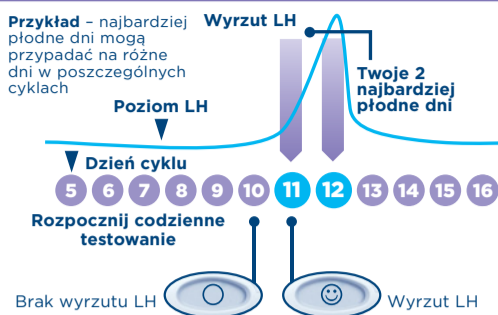 Przykład – najbardziej
płodne dni mogą
przypadać na różne
dni w poszczególnych
cyklach
Wyrzut LH
Twoje 2
najbardziej
płodne dni
Poziom LH
Dzień cyklu
5 6 7 8 9 10 11 12 13 14 15 16
Rozpocznij codzienne
testowanie
Brak wyrzutu LH
Wyrzut LH